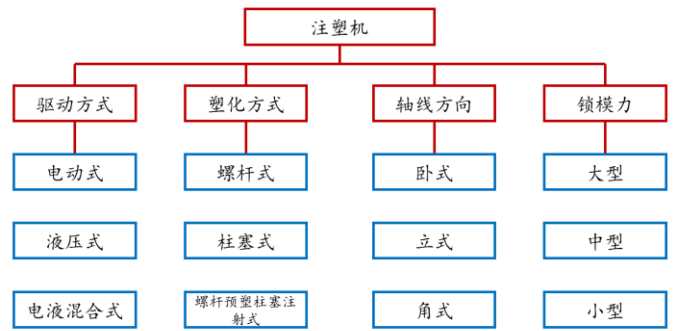 注塑机
驱动方式
塑化方式
轴线方向
锁模力
电动式
螺杆式
卧式
大型
液压式
柱塞式
立式
中型
电液混合式
螺杆预塑柱塞注
射式
角式
小型